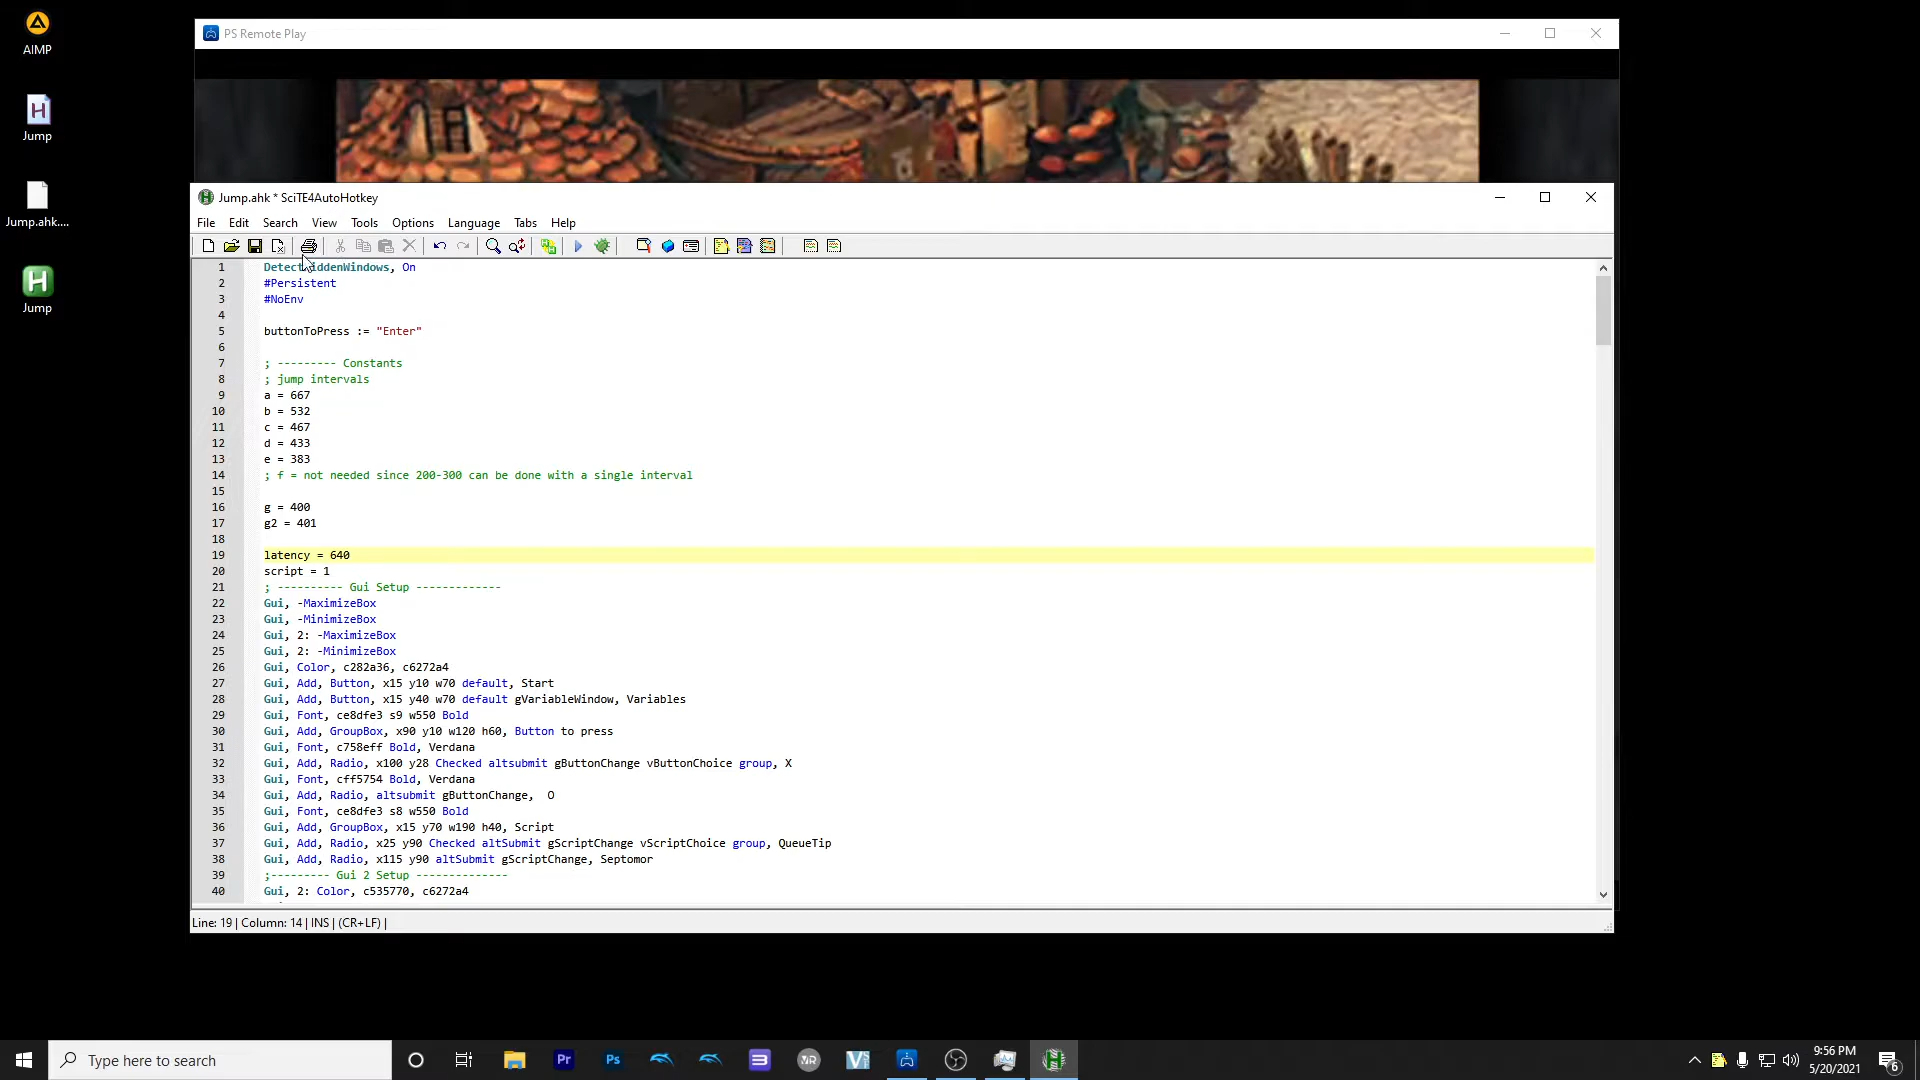 AIMP
Jump
Jump.ahk....
Jump
PS Remote Play
Jump.ahk * SciTE4AutoHotkey
File Edit Search View Tools Options Language Tabs Help
1 DetectHiddenWindows, On
2 #Persistent
3 #NoEnv
4
5 buttonToPress := "Enter"
6
7 ; --------- Constants
8 ; jump intervals
9 a = 667
10 b = 532
11 c = 467
12 d = 433
13 e = 383
14 ; f = not needed since 200-300 can be done with a single interval
15
16 g = 400
17 g2 = 401
18
19 latency = 640
20 script = 1
21 ; ---------- Gui Setup -------------
22 Gui, -MaximizeBox
23 Gui, -MinimizeBox
24 Gui, 2: -MaximizeBox
25 Gui, 2: -MinimizeBox
26 Gui, Color, c282a36, c6272a4
27 Gui, Add, Button, x15 y10 w70 default, Start
28 Gui, Add, Button, x15 y40 w70 default gVariableWindow, Variables
29 Gui, Font, ce8dfe3 s9 w550 Bold
30 Gui, Add, GroupBox, x90 y10 w120 h60, Button to press
31 Gui, Font, c758eff Bold, Verdana
32 Gui, Add, Radio, x100 y28 Checked altsubmit gButtonChange vButtonChoice group, X
33 Gui, Font, cff5754 Bold, Verdana
34 Gui, Add, Radio, altsubmit gButtonChange,  O
35 Gui, Font, ce8dfe3 s8 w550 Bold
36 Gui, Add, GroupBox, x15 y70 w190 h40, Script
37 Gui, Add, Radio, x25 y90 Checked altSubmit gScriptChange vScriptChoice group, QueueTip
38 Gui, Add, Radio, x115 y90 altSubmit gScriptChange, Septomor
39 ;--------- Gui 2 Setup --------------
40 Gui, 2: Color, c535770, c6272a4
Line: 19 | Column: 14 | INS | (CR+LF) |
Type here to search
Pr
Ps
9:56 PM
5/20/2021
6